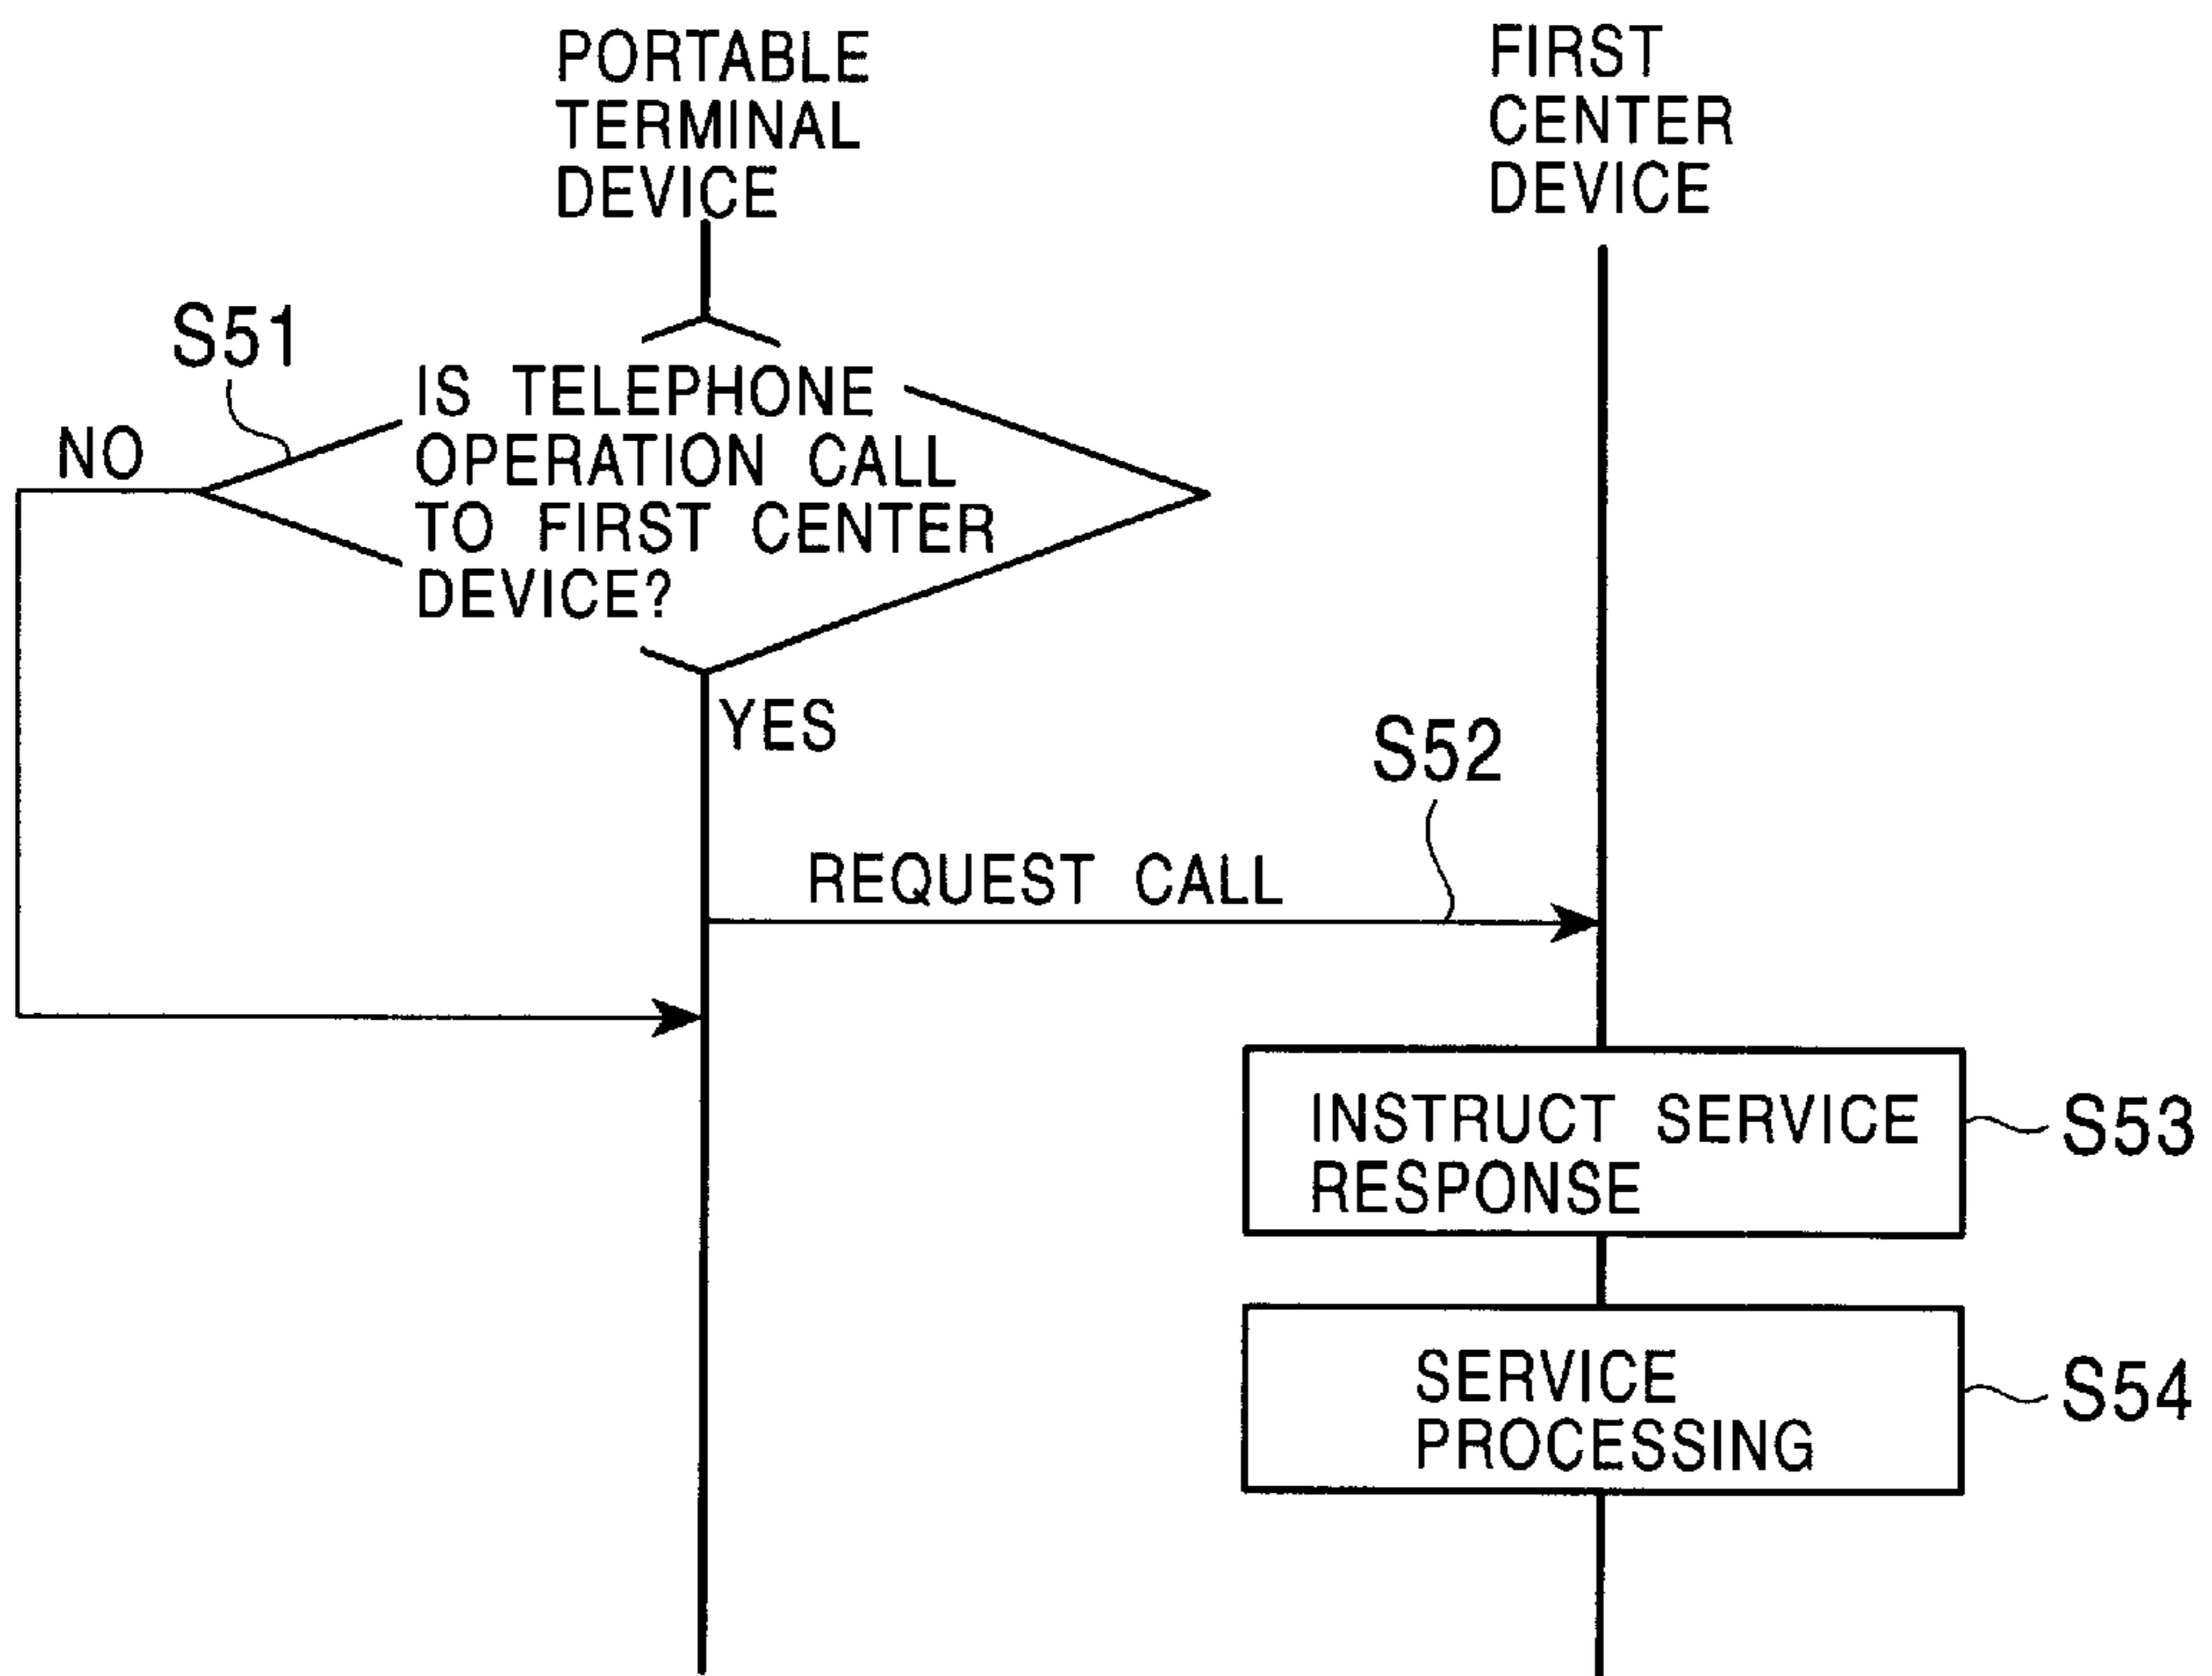 PORTABLE
TERMINAL
DEVICE
FIRST
CENTER
DEVICE
S51
NO
IS TELEPHONE
OPERATION CALL
TO FIRST CENTER
DEVICE?
YES
S52
REQUEST CALL
INSTRUCT SERVICE
RESPONSE
S53
SERVICE
PROCESSING
S54